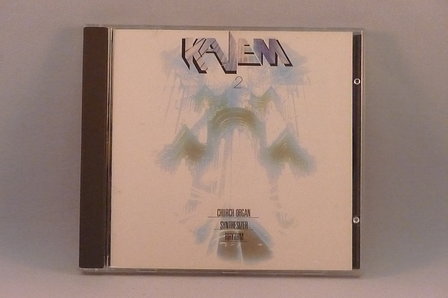 KAJEM
2
CHURCH ORGAN
SYNTHESIZER
RHYTHM